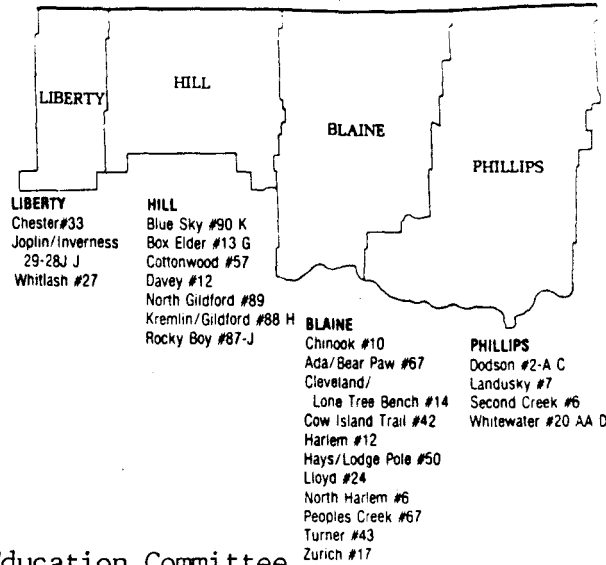 LIBERTY
HILL
BLAINE
PHILLIPS
LIBERTY
Chester#33
Joplin/Inverness
29-28J J
Whitlash #27
HILL
Blue Sky #90 K
Box Elder #13 G
Cottonwood #57
Davey #12
North Gildford #89
Kremlin/Gildford #88 H
Rocky Boy #87-J
BLAINE
Chinook #10
Ada/Bear Paw #67
Cleveland/
Lone Tree Bench #14
Cow Island Trail #42
Harlem #12
Hays/Lodge Pole #50
Lloyd #24
North Harlem #6
Peoples Creek #67
Turner #43
Zurich #17
PHILLIPS
Dodson #2-A C
Landusky #7
Second Creek #6
Whitewater #20 AA D
Education Committee